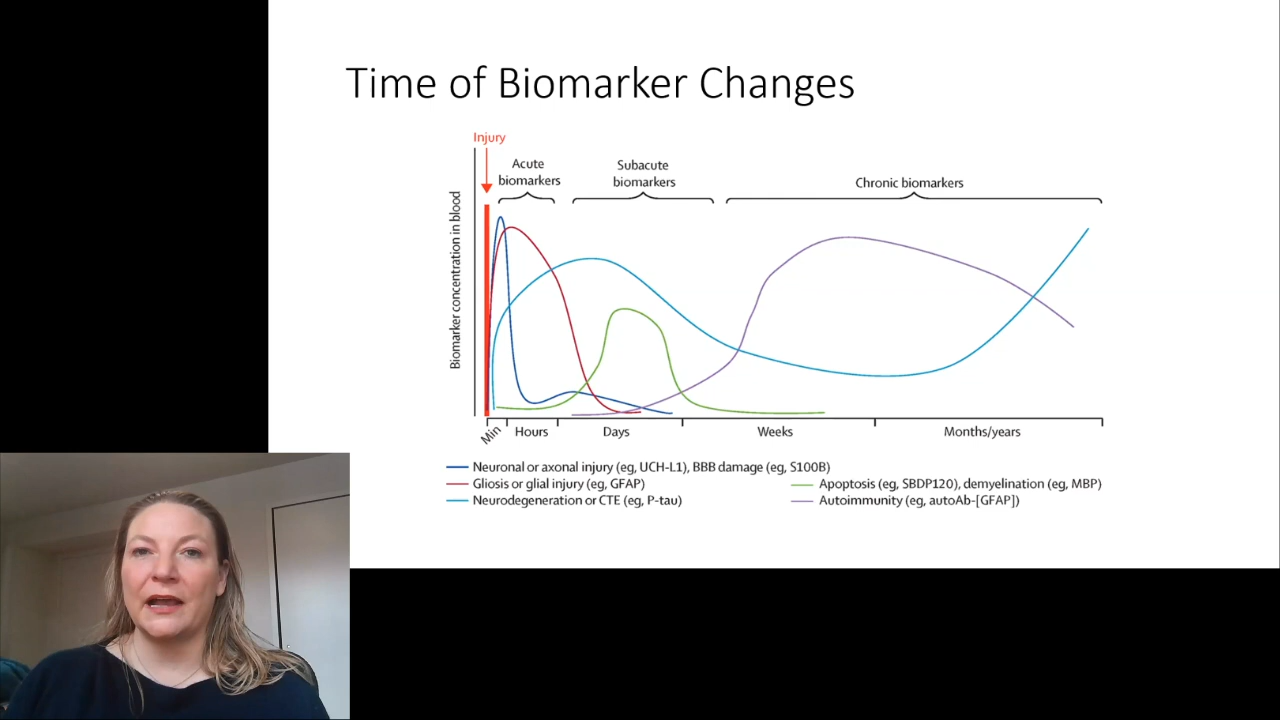 Time of Biomarker Changes
Injury
Acute
biomarkers
Subacute
biomarkers
Chronic biomarkers
Biomarker concentration in blood
Min
Hours
Days
Weeks
Months/years
Neuronal or axonal injury (eg, UCH-L1), BBB damage (eg, S100B)
Gliosis or glial injury (eg, GFAP)
Neurodegeneration or CTE (eg, P-tau)
Apoptosis (eg, SBDP120), demyelination (eg, MBP)
Autoimmunity (eg, autoAb-[GFAP])